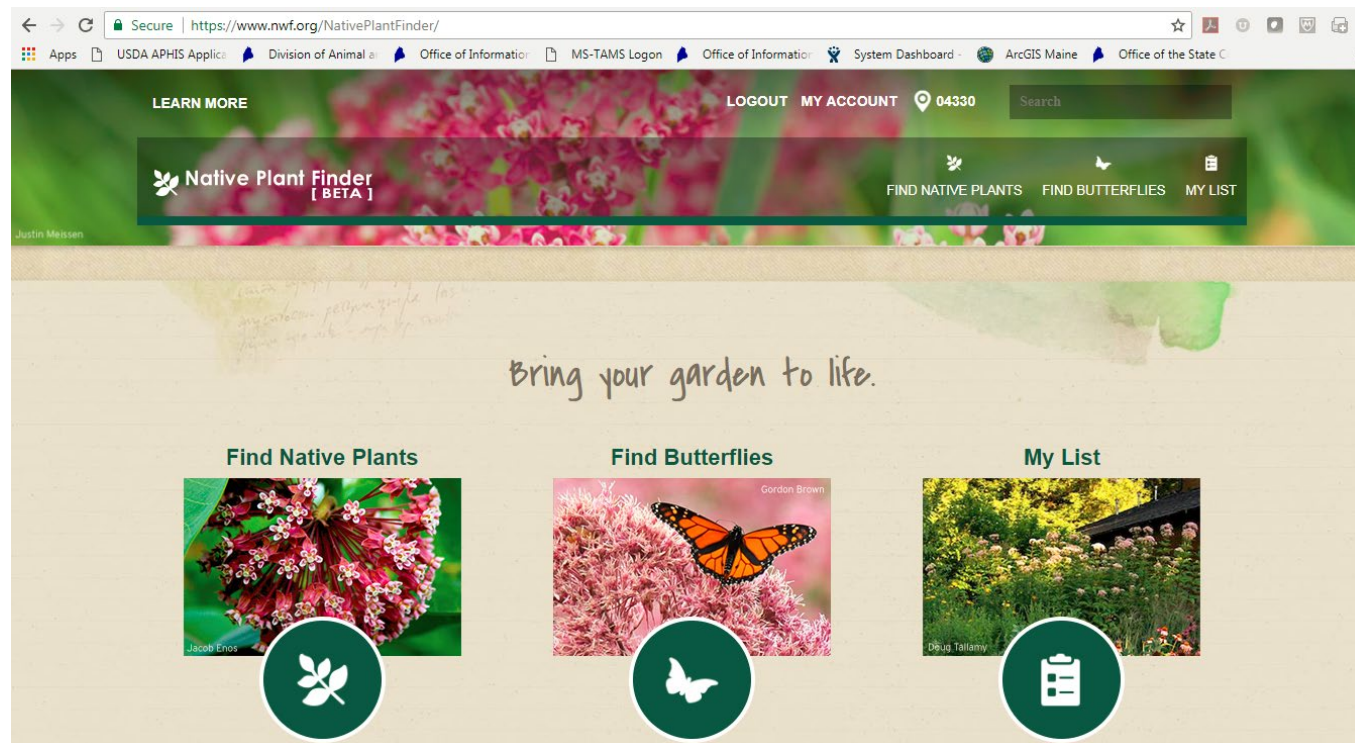 Secure | https://www.nwf.org/NativePlantFinder/
Apps USDA APHIS Applica Division of Animal a Office of Information MS-TAMS Logon Office of Informatio System Dashboard - ArcGIS Maine Office of the State C
LEARN MORE LOGOUT MY ACCOUNT 04330 Search
Native Plant Finder
[ BETA ]
FIND NATIVE PLANTS FIND BUTTERFLIES MY LIST
Justin Meissen
Bring your garden to life.
Find Native Plants Find Butterflies My List
Gordon Brown
Jacob Enos Doug Tallamy